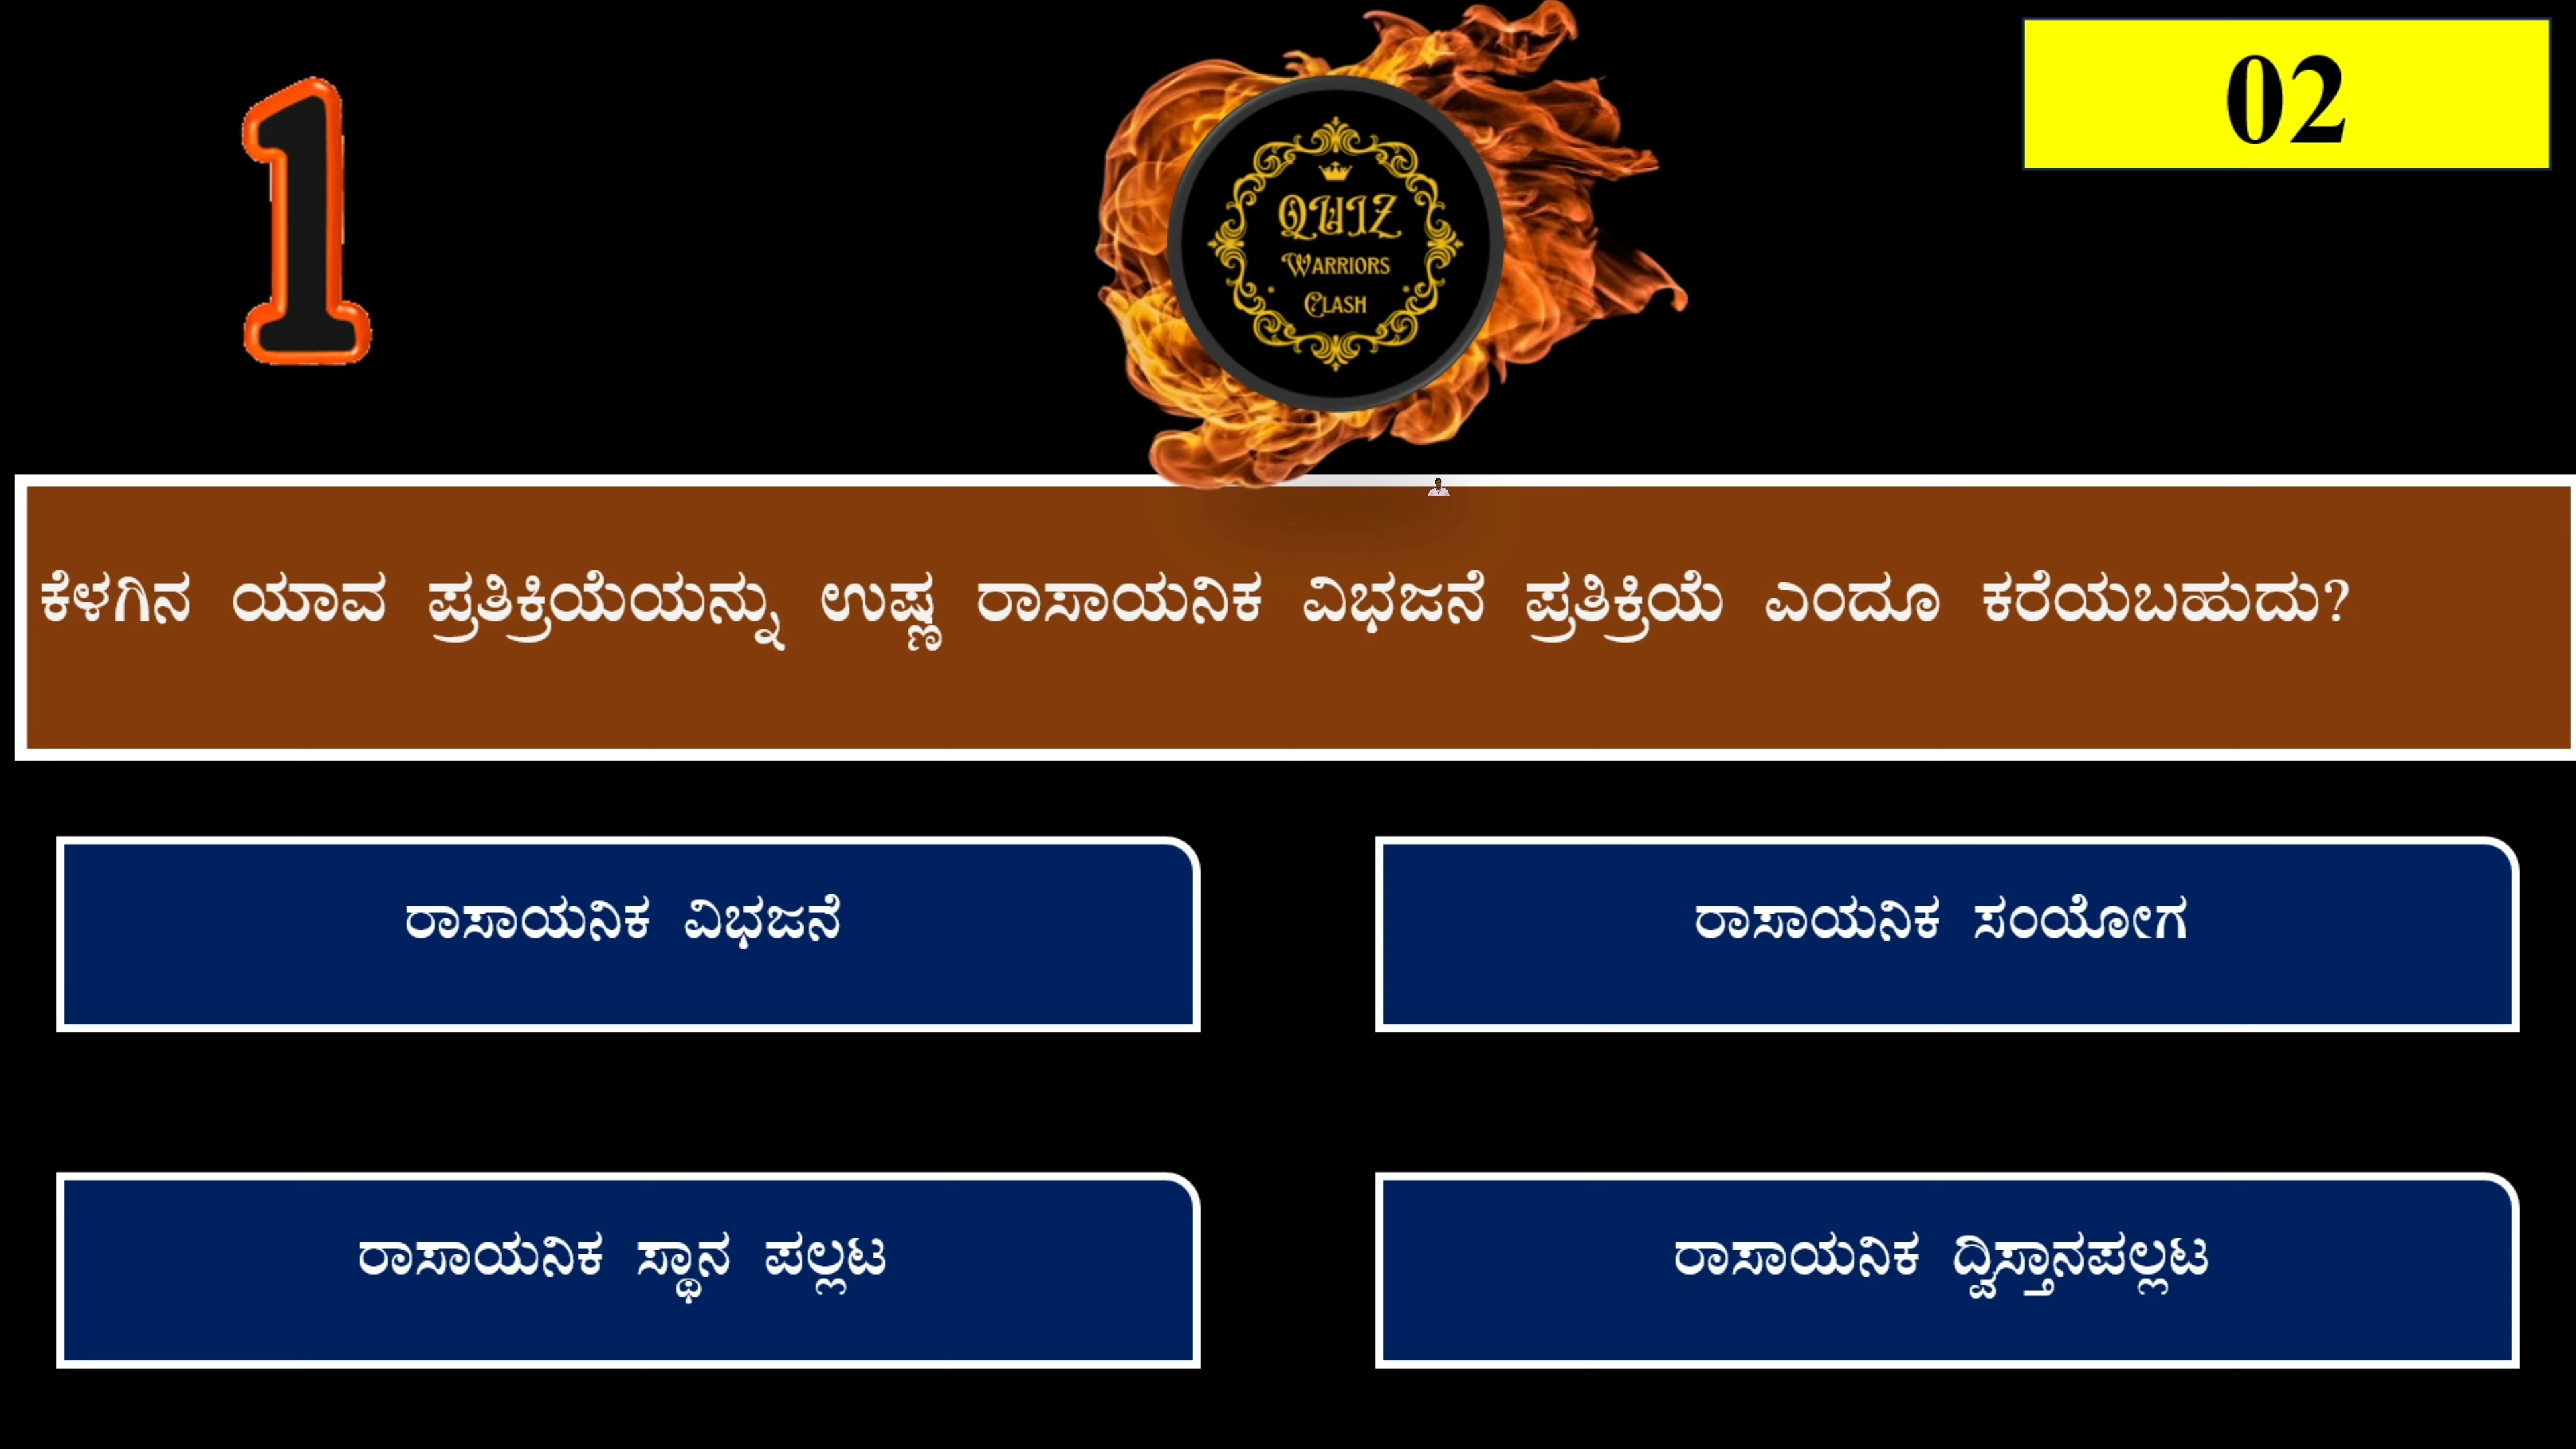 1
02
QUIZ
WARRIORS
CLASH
ಕೆಳಗಿನ ಯಾವ ಪ್ರತಿಕ್ರಿಯೆಯನ್ನು ಉಷ್ಣ ರಾಸಾಯನಿಕ ವಿಭಜನೆ ಪ್ರತಿಕ್ರಿಯೆ ಎಂದೂ ಕರೆಯಬಹುದು?
ರಾಸಾಯನಿಕ ವಿಭಜನೆ
ರಾಸಾಯನಿಕ ಸಂಯೋಗ
ರಾಸಾಯನಿಕ ಸ್ಥಾನ ಪಲ್ಲಟ
ರಾಸಾಯನಿಕ ದ್ವಿಸ್ತಾನಪಲ್ಲಟ